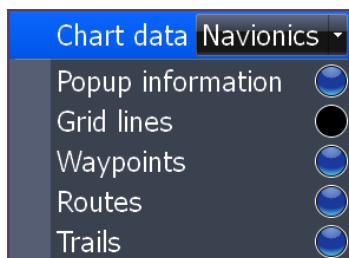 Chart data Navionics
Popup information
Grid lines
Waypoints
Routes
Trails